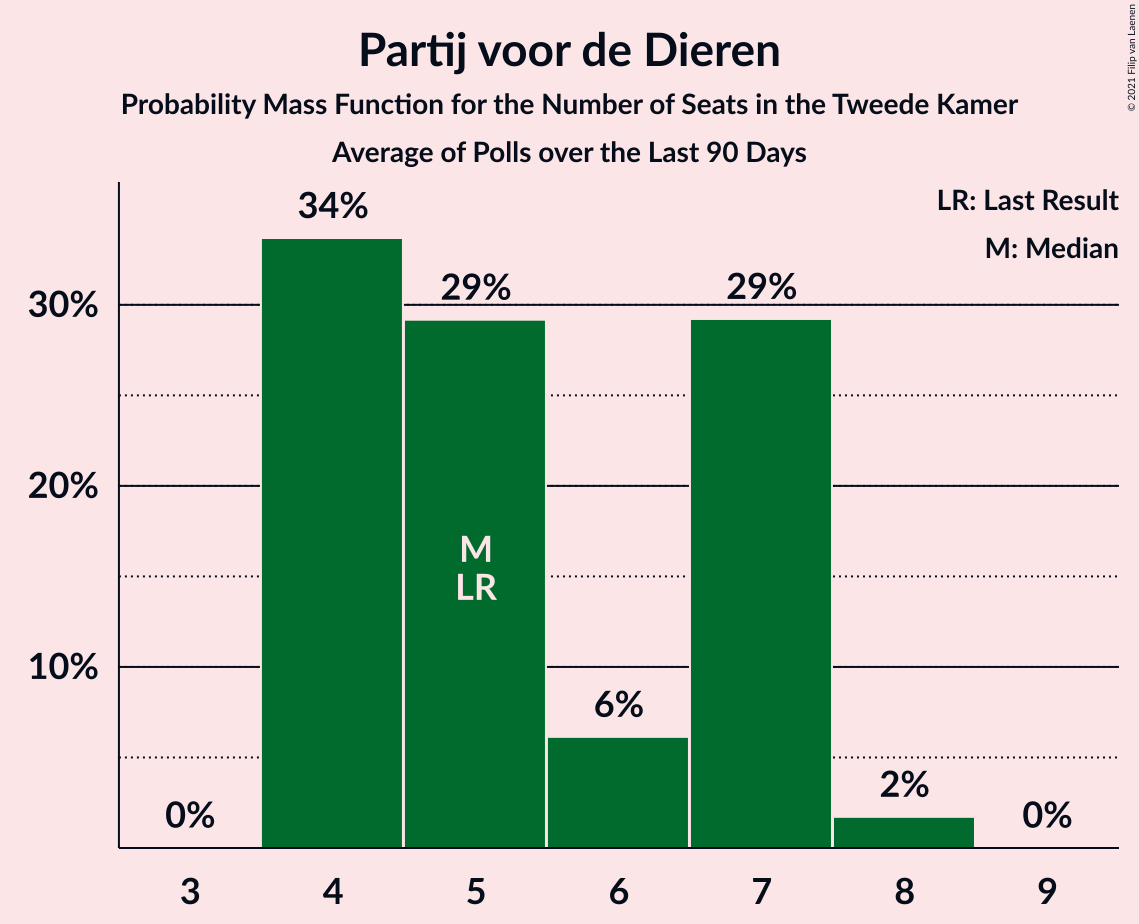 Partij voor de Dieren
Probability Mass Function for the Number of Seats in the Tweede Kamer
Average of Polls over the Last 90 Days
© 2021 Filip van Laenen
LR: Last Result
M: Median
34%
29%
29%
30%
20%
M
LR
10%
6%
2%
0%
0%
3 4 5 6 7 8 9